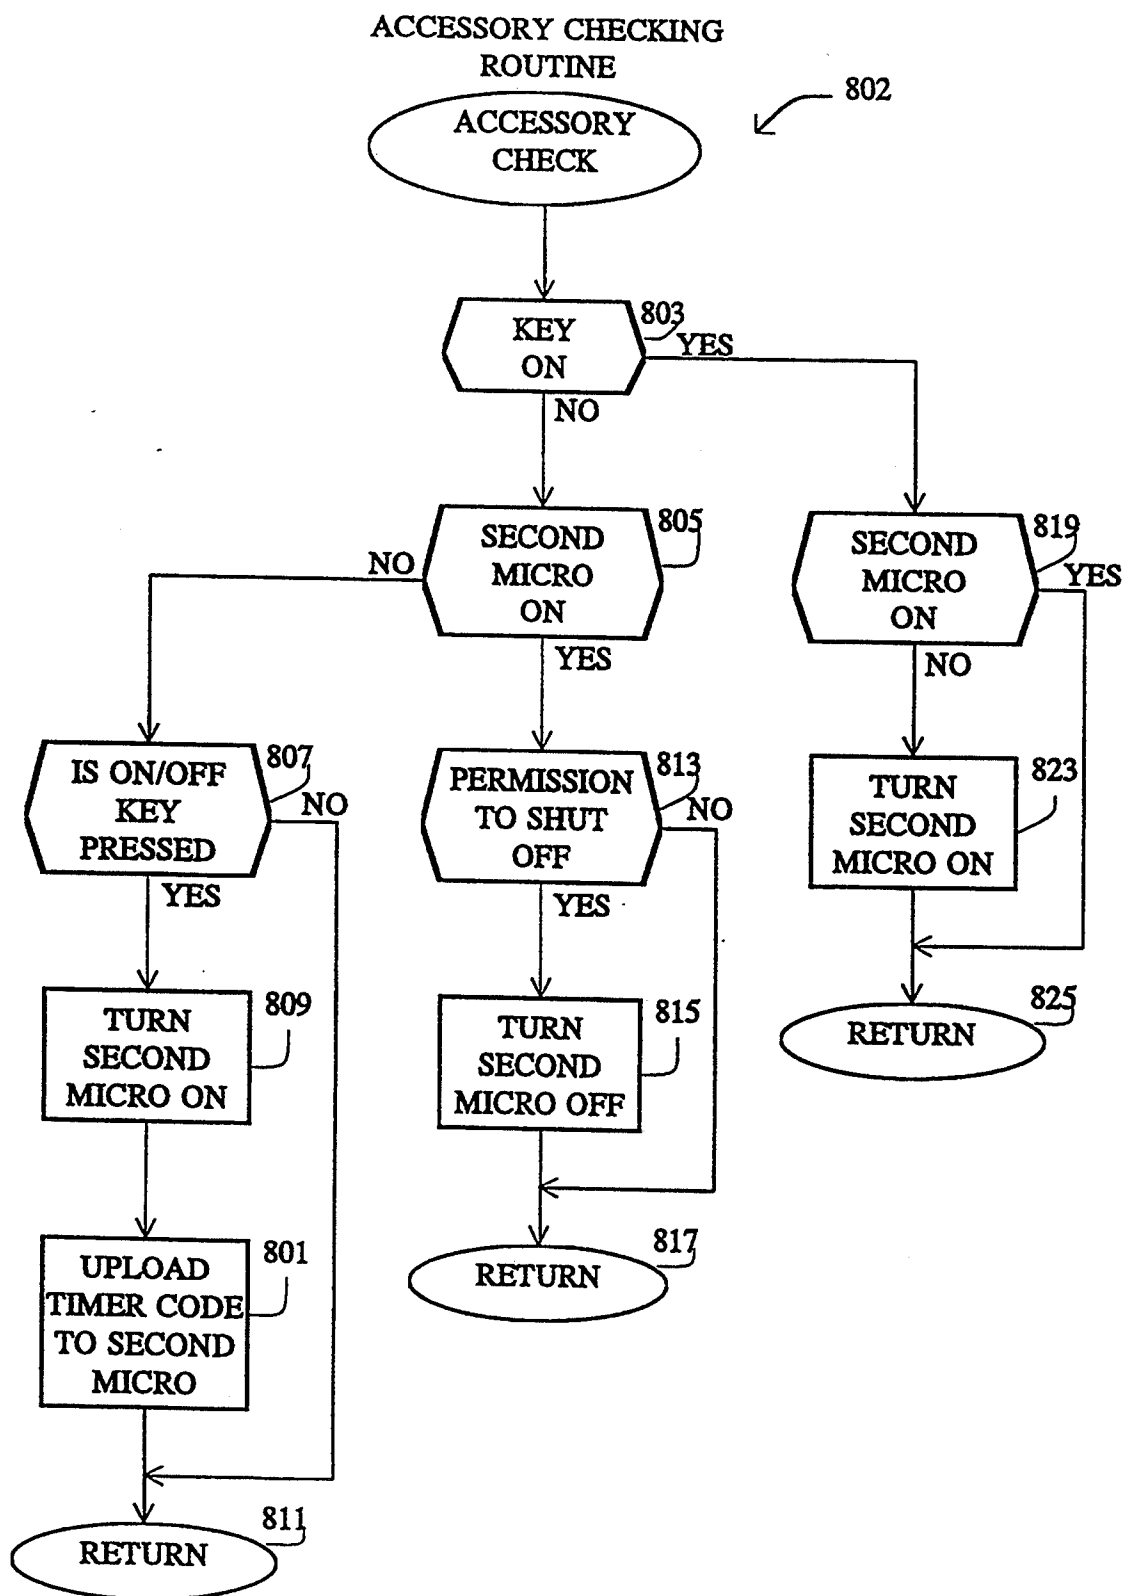 ACCESSORY CHECKING
ROUTINE
802
ACCESSORY
CHECK
803
KEY
ON
YES
NO
805
SECOND
MICRO
ON
NO
YES
819
SECOND
MICRO
ON
YES
NO
807
IS ON/OFF
KEY
PRESSED
NO
YES
813
PERMISSION
TO SHUT
OFF
NO
YES
823
TURN
SECOND
MICRO ON
809
TURN
SECOND
MICRO ON
815
TURN
SECOND
MICRO OFF
825
RETURN
801
UPLOAD
TIMER CODE
TO SECOND
MICRO
817
RETURN
811
RETURN